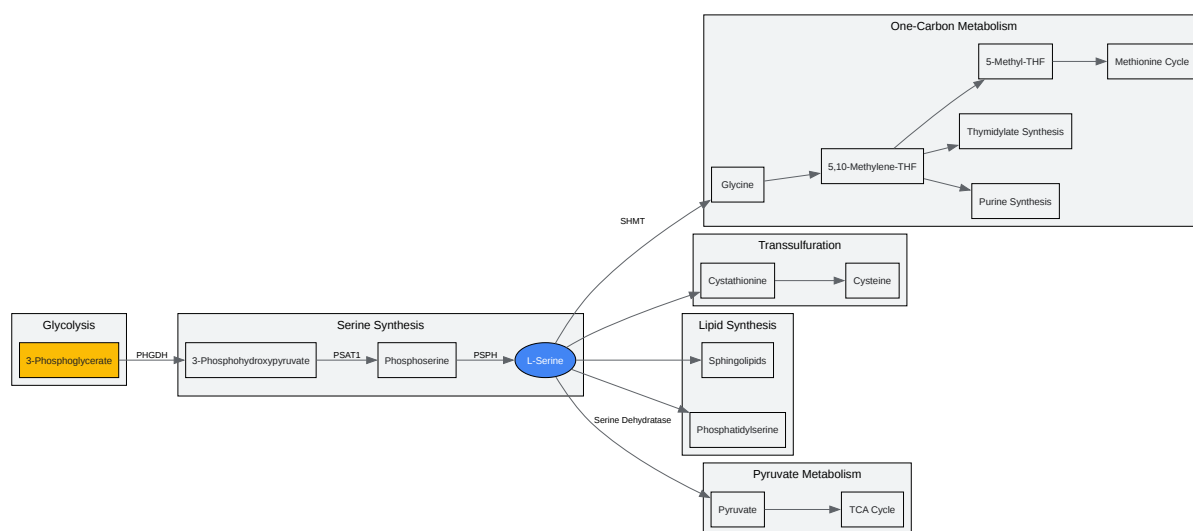 One-Carbon Metabolism
5-Methyl-THF
Methionine Cycle
Thymidylate Synthesis
5,10-Methylene-THF
Glycine
Purine Synthesis
SHMT
Transsulfuration
Cystathionine
Cysteine
Glycolysis
3-Phosphoglycerate
PHGDH
Serine Synthesis
3-Phosphohydroxypyruvate
PSAT1
Phosphoserine
PSPH
L-Serine
Lipid Synthesis
Sphingolipids
Phosphatidylserine
Serine Dehydratase
Pyruvate Metabolism
Pyruvate
TCA Cycle